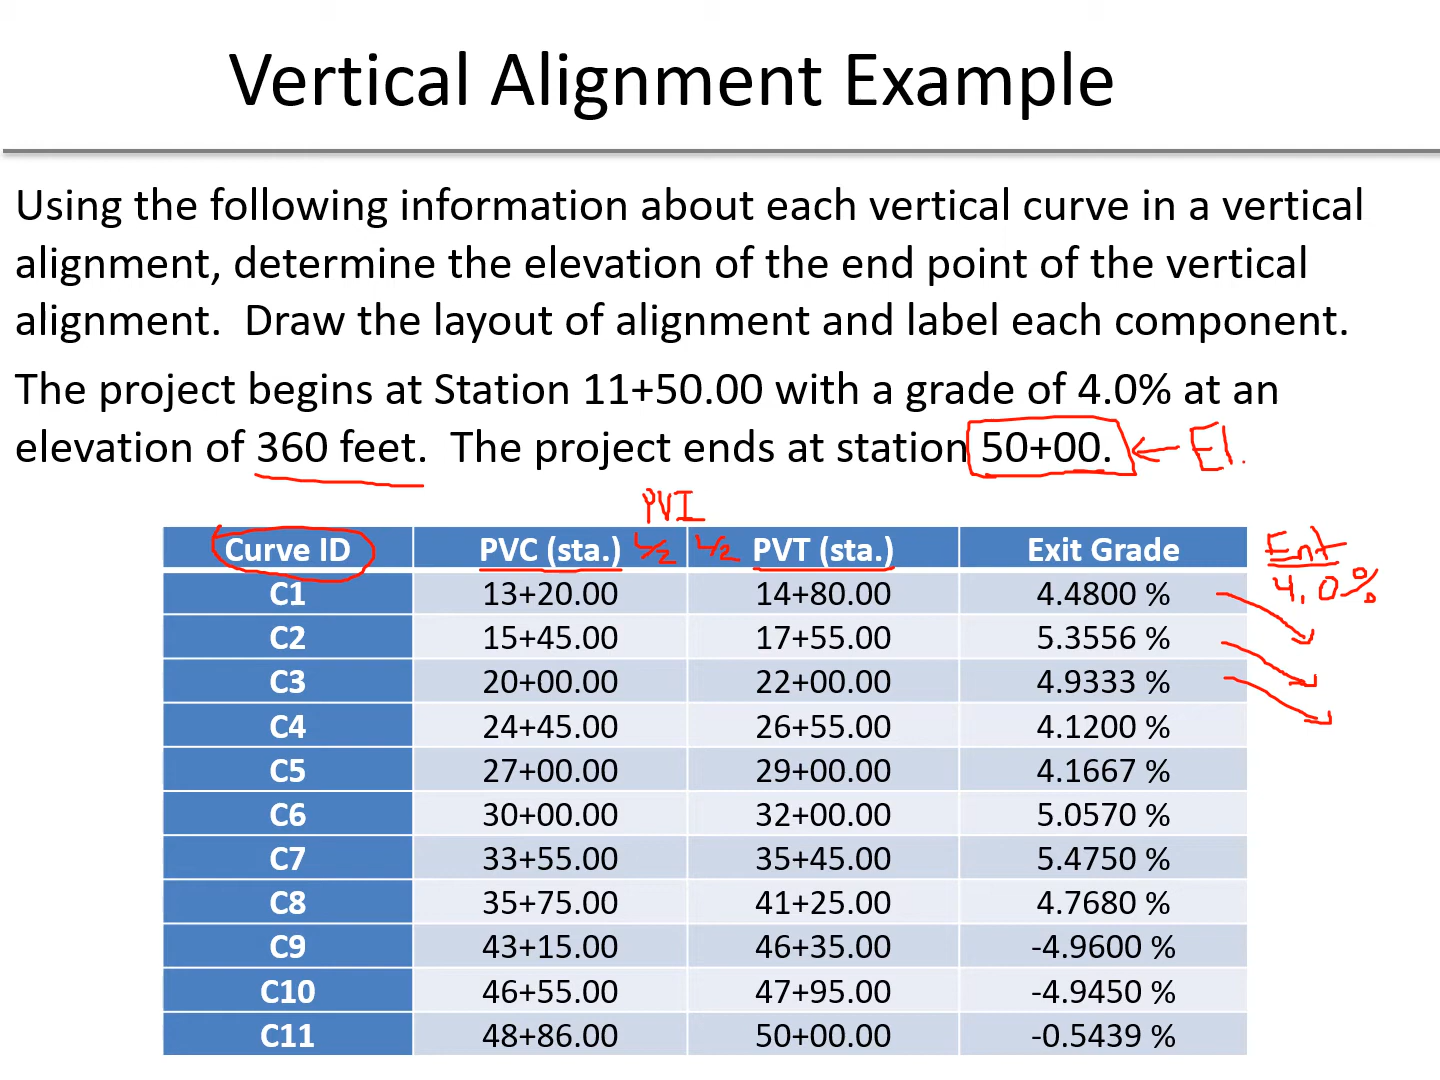 Vertical Alignment Example
Using the following information about each vertical curve in a vertical
alignment, determine the elevation of the end point of the vertical
alignment. Draw the layout of alignment and label each component.
The project begins at Station 11+50.00 with a grade of 4.0% at an
elevation of 360 feet. The project ends at station 50+00. El.
PVI
Curve ID PVC (sta.) L/2 L/2 PVT (sta.) Exit Grade Ent
C1 13+20.00 14+80.00 4.4800 % 4.0%
C2 15+45.00 17+55.00 5.3556 %
C3 20+00.00 22+00.00 4.9333 %
C4 24+45.00 26+55.00 4.1200 %
C5 27+00.00 29+00.00 4.1667 %
C6 30+00.00 32+00.00 5.0570 %
C7 33+55.00 35+45.00 5.4750 %
C8 35+75.00 41+25.00 4.7680 %
C9 43+15.00 46+35.00 -4.9600 %
C10 46+55.00 47+95.00 -4.9450 %
C11 48+86.00 50+00.00 -0.5439 %